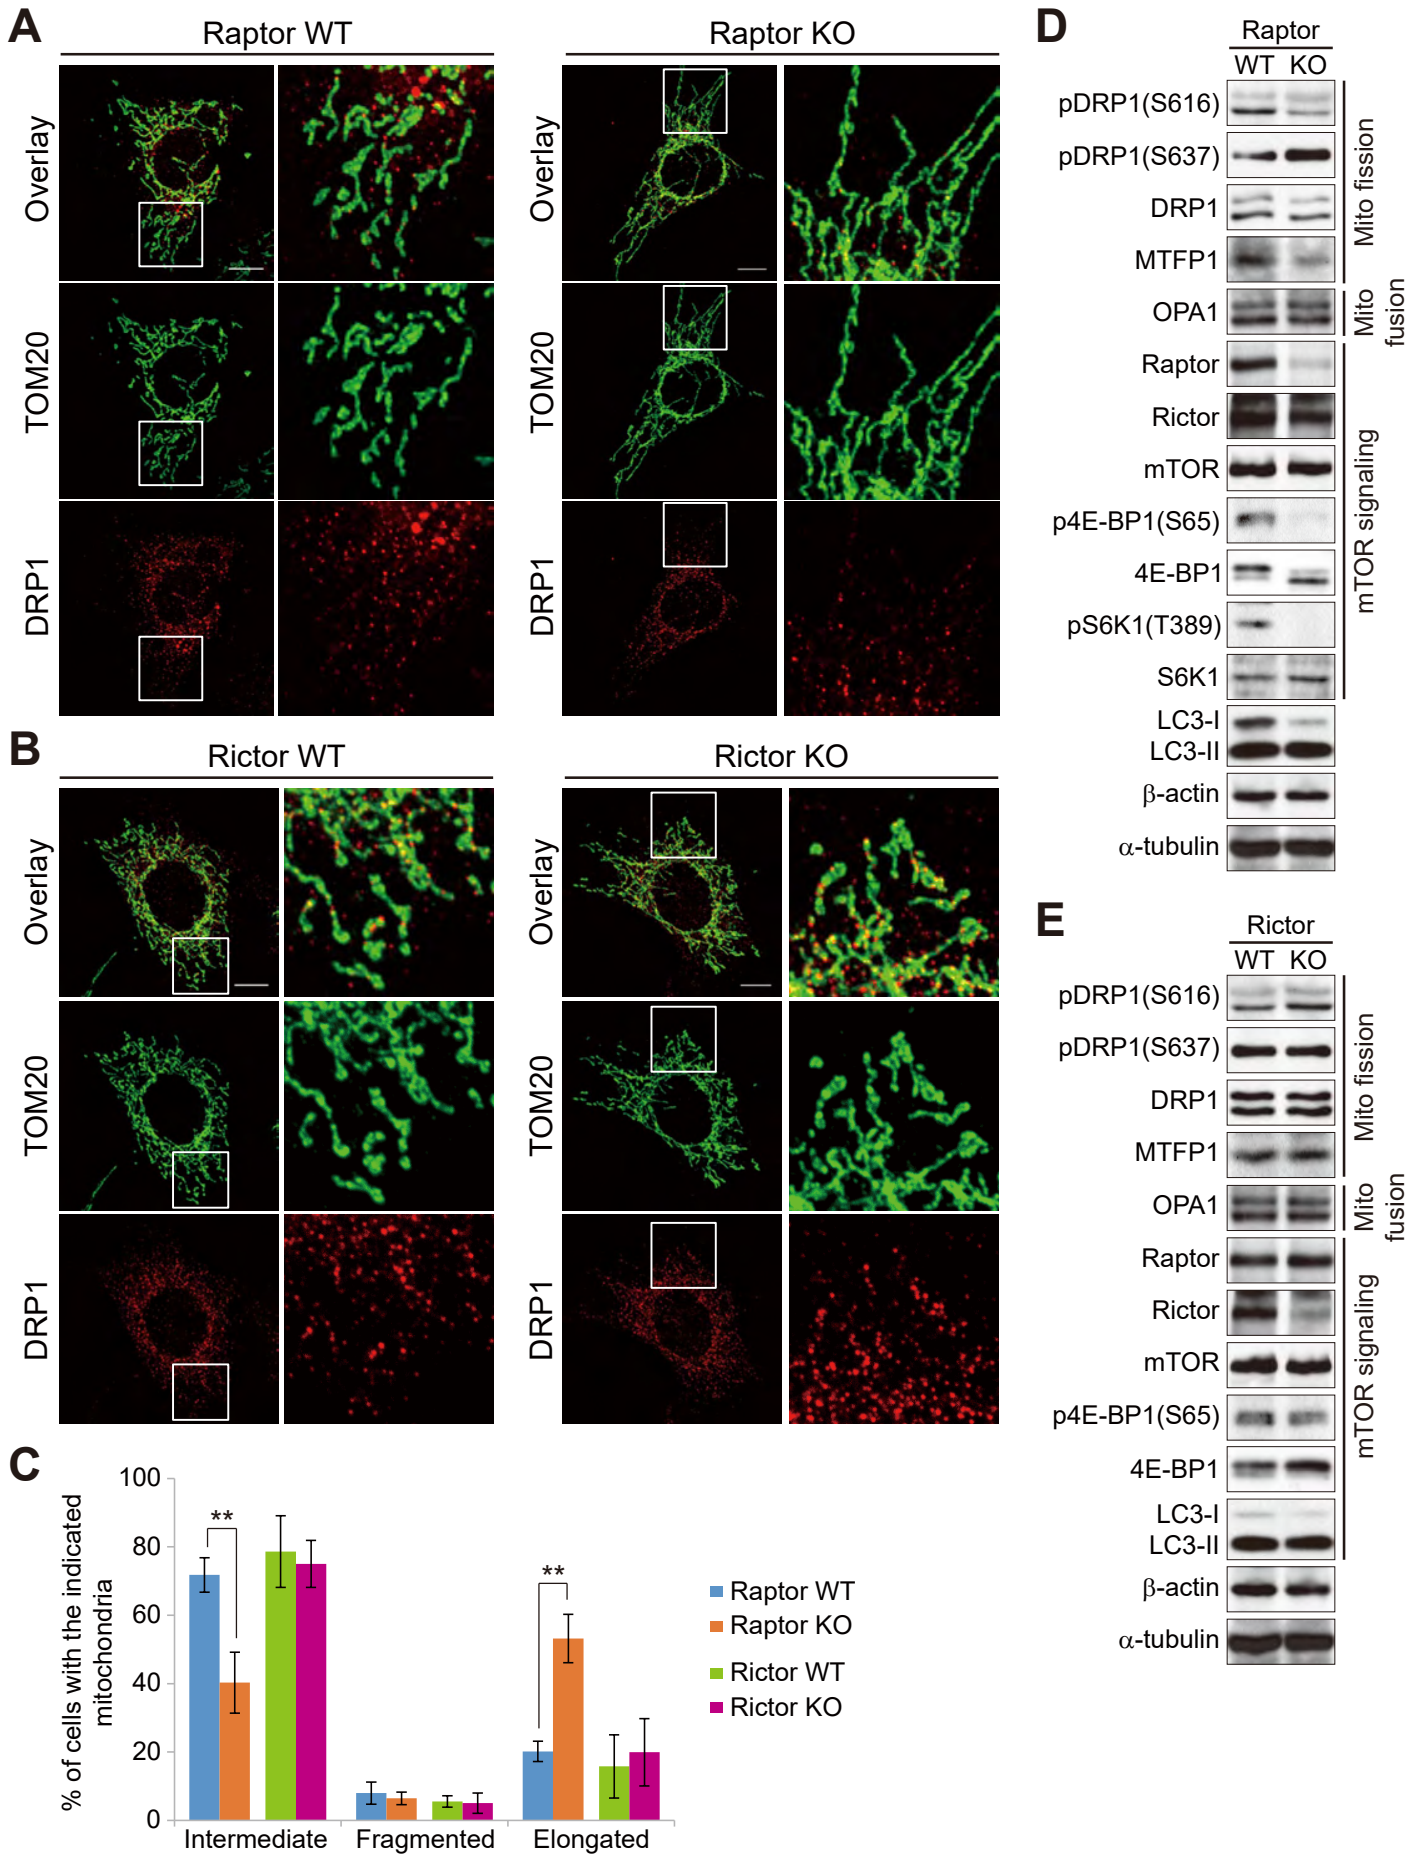 A
Raptor WT
Raptor KO
Overlay
Overlay
TOM20
TOM20
DRP1
DRP1
B
Rictor WT
Rictor KO
Overlay
Overlay
TOM20
TOM20
DRP1
DRP1
C
% of cells with the indicated
mitochondria
100
80
60
40
20
0
**
**
Intermediate
Fragmented
Elongated
Raptor WT
Raptor KO
Rictor WT
Rictor KO
D
Raptor
WT KO
pDRP1(S616)
pDRP1(S637)
DRP1
MTFP1
OPA1
Raptor
Rictor
mTOR
p4E-BP1(S65)
4E-BP1
pS6K1(T389)
S6K1
LC3-I
LC3-II
β-actin
α-tubulin
Mito fission
Mito
fusion
mTOR signaling
E
Rictor
WT KO
pDRP1(S616)
pDRP1(S637)
DRP1
MTFP1
OPA1
Raptor
Rictor
mTOR
p4E-BP1(S65)
4E-BP1
LC3-I
LC3-II
β-actin
α-tubulin
Mito fission
Mito
fusion
mTOR signaling